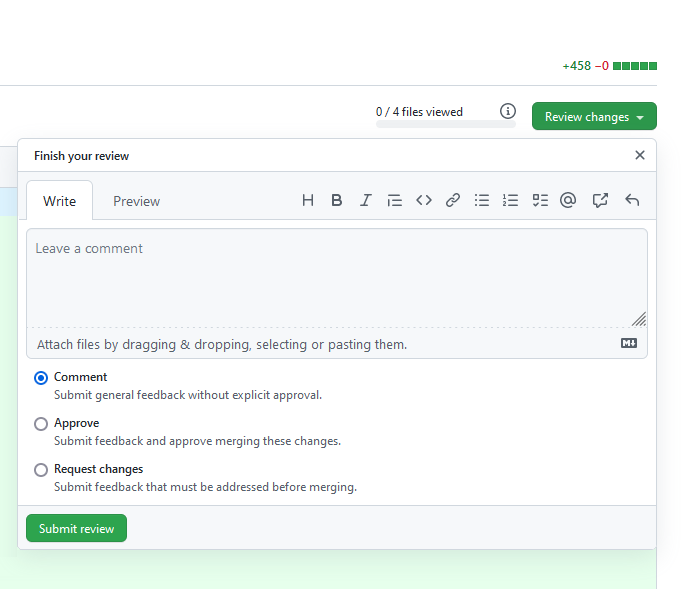 +458 −0
0 / 4 files viewed
Review changes
Finish your review
Write Preview
H B I
Leave a comment
Attach files by dragging & dropping, selecting or pasting them.
Comment
Submit general feedback without explicit approval.
Approve
Submit feedback and approve merging these changes.
Request changes
Submit feedback that must be addressed before merging.
Submit review